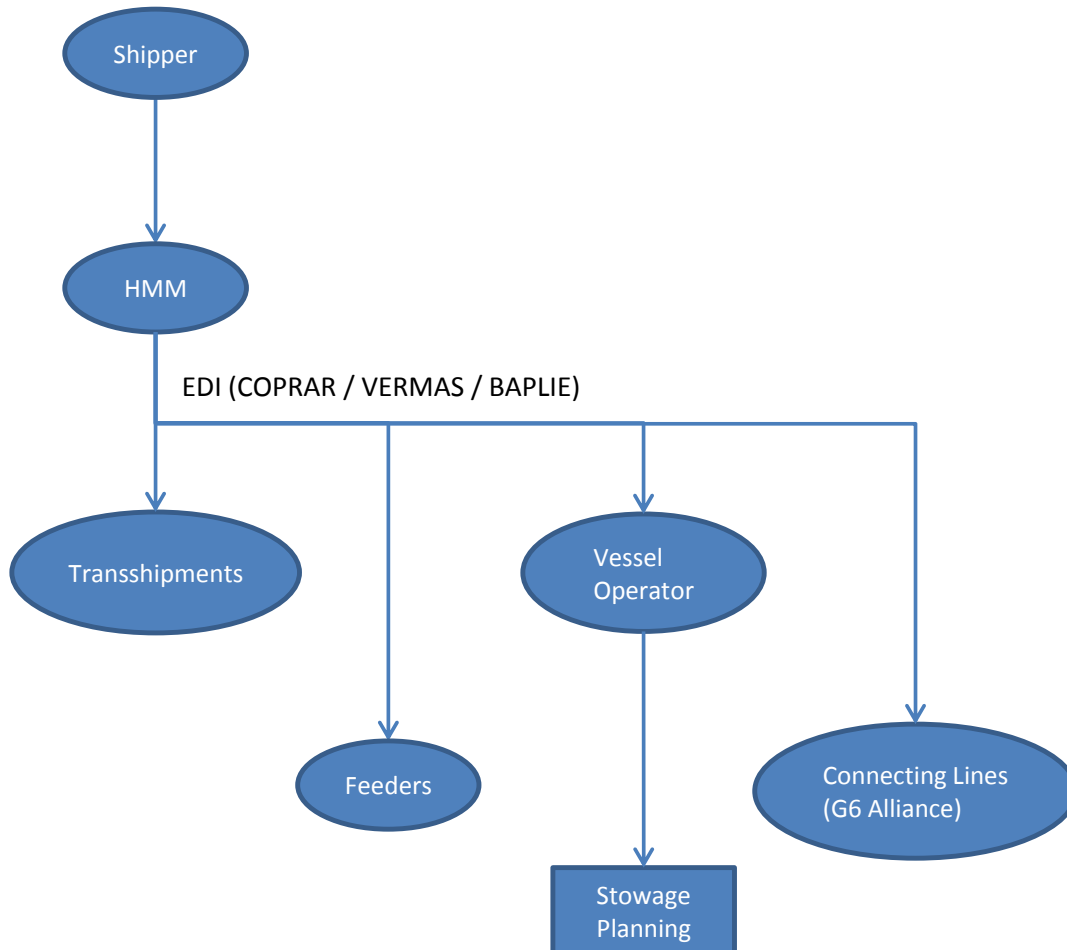 Shipper
HMM
EDI (COPRAR / VERMAS / BAPLIE)
Transshipments
Vessel
Operator
Feeders
Connecting Lines
(G6 Alliance)
Stowage
Planning